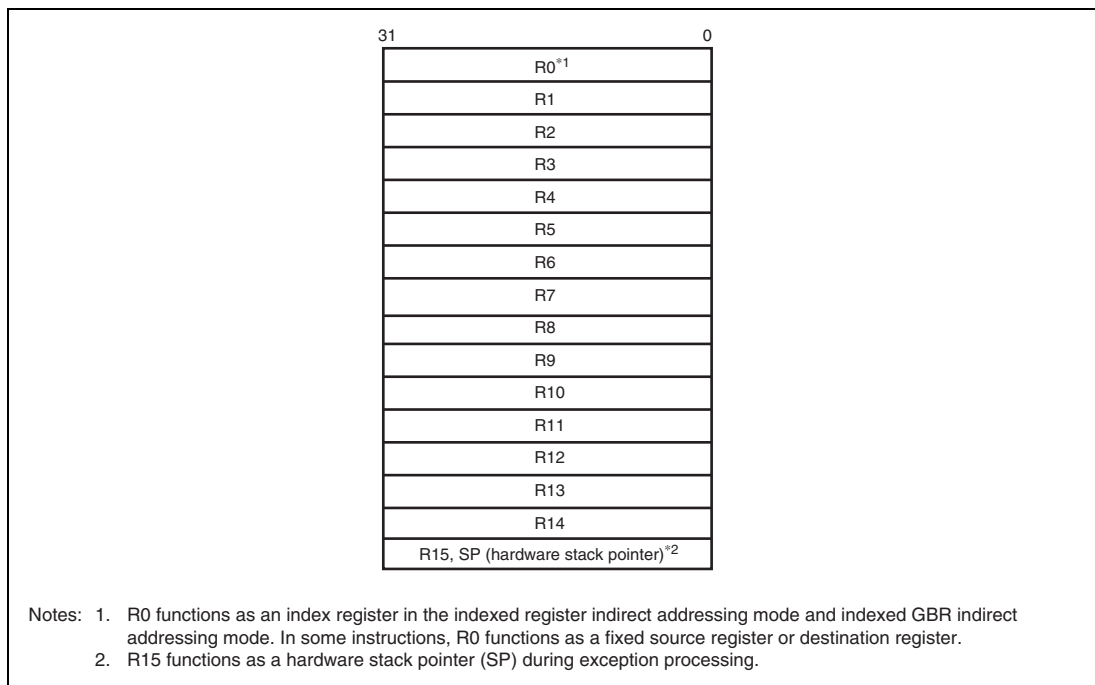 31 0
R0*1
R1
R2
R3
R4
R5
R6
R7
R8
R9
R10
R11
R12
R13
R14
R15, SP (hardware stack pointer)*2
Notes: 1. R0 functions as an index register in the indexed register indirect addressing mode and indexed GBR indirect
addressing mode. In some instructions, R0 functions as a fixed source register or destination register.
2. R15 functions as a hardware stack pointer (SP) during exception processing.